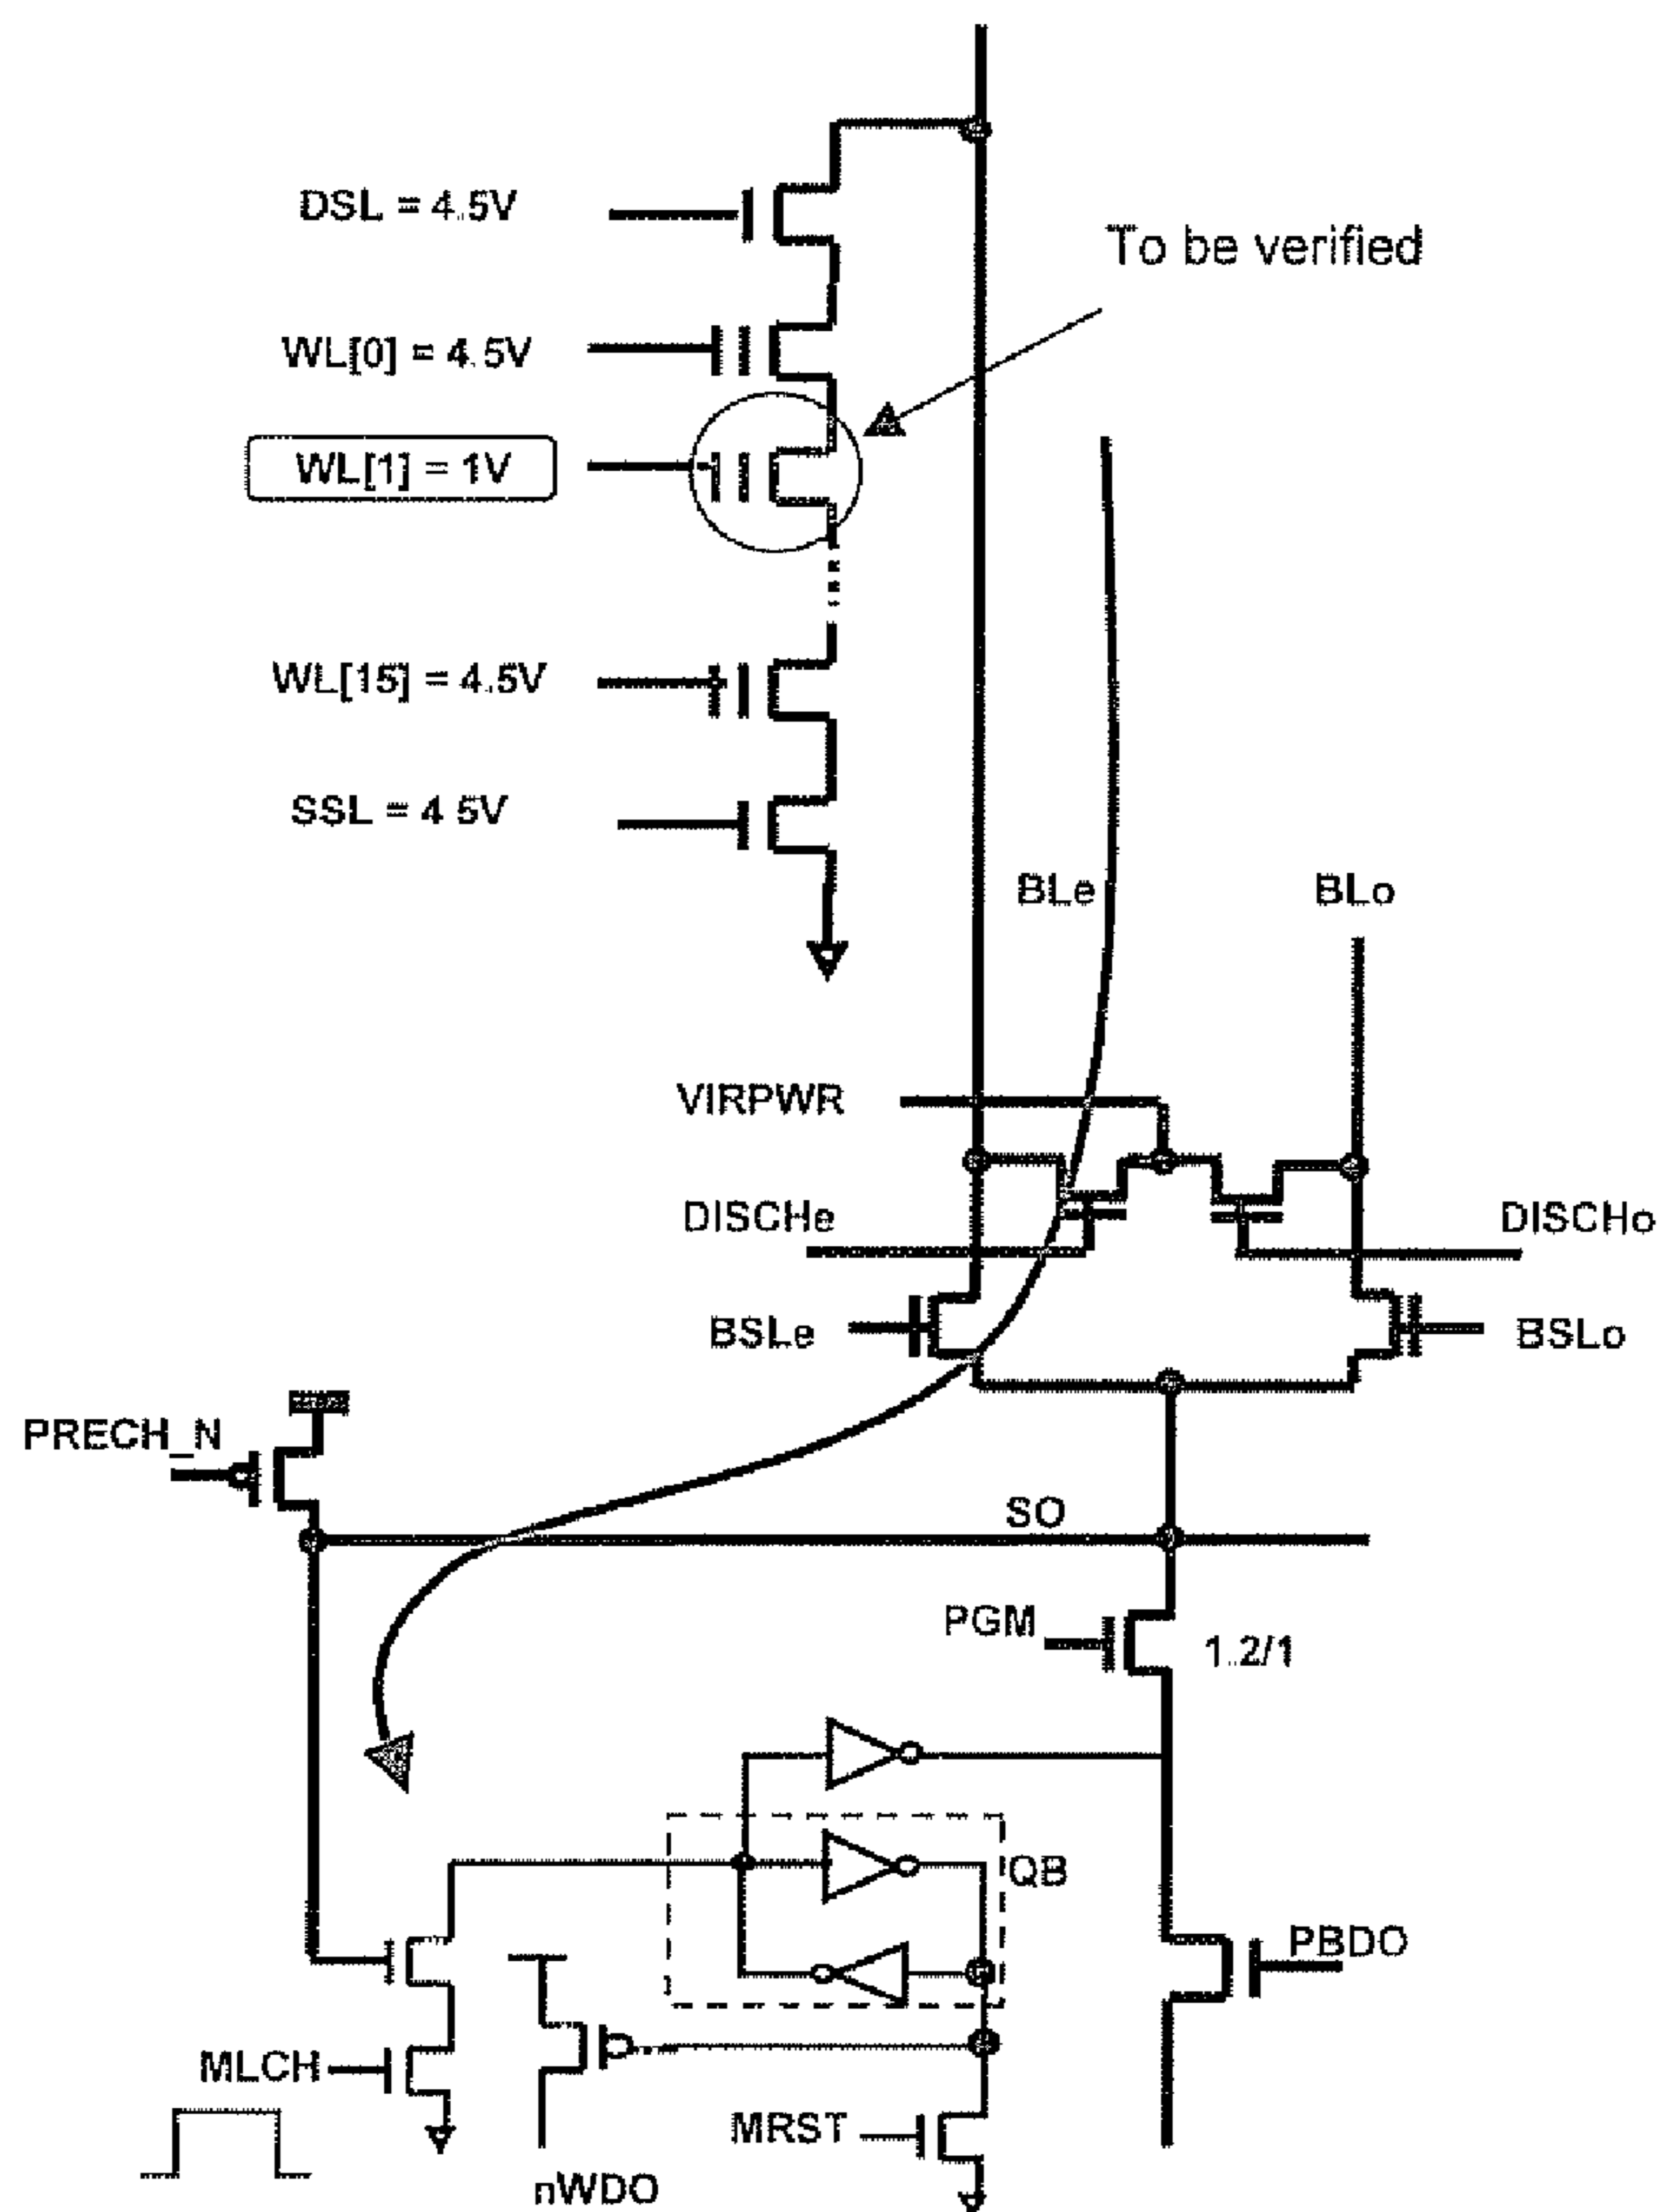 DSL = 4.5V
To be verified
WL[0] = 4.5V
WL[1] = 1V
WL[15] = 4.5V
SSL = 4 5V
BLe
BLo
VIRPWR
DISCHe
DISCHo
BSLe
BSLo
PRECH_N
SO
PGM
1.2/1
QB
PBDO
MLCH
MRST
nWDO